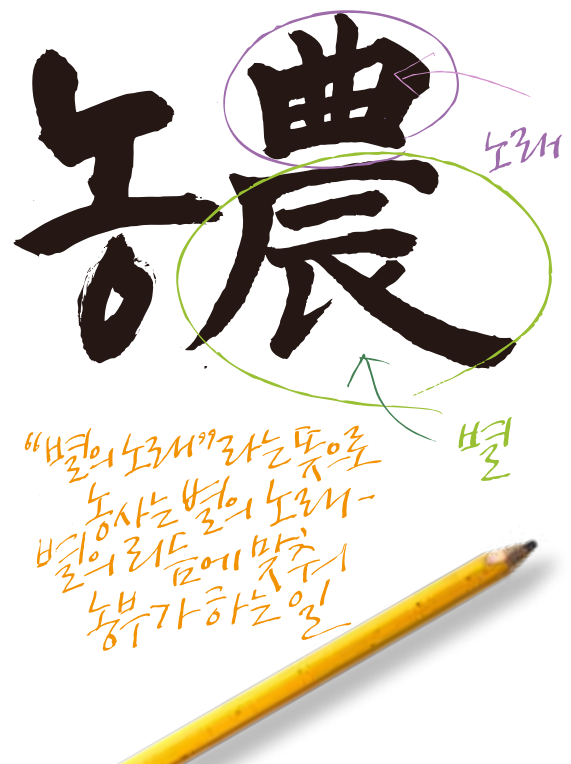 농農
노래
별
“별의 노래”라는 뜻으로
농사는 별의 노래-
별의 리듬에 맞춰
농부가 하는 일